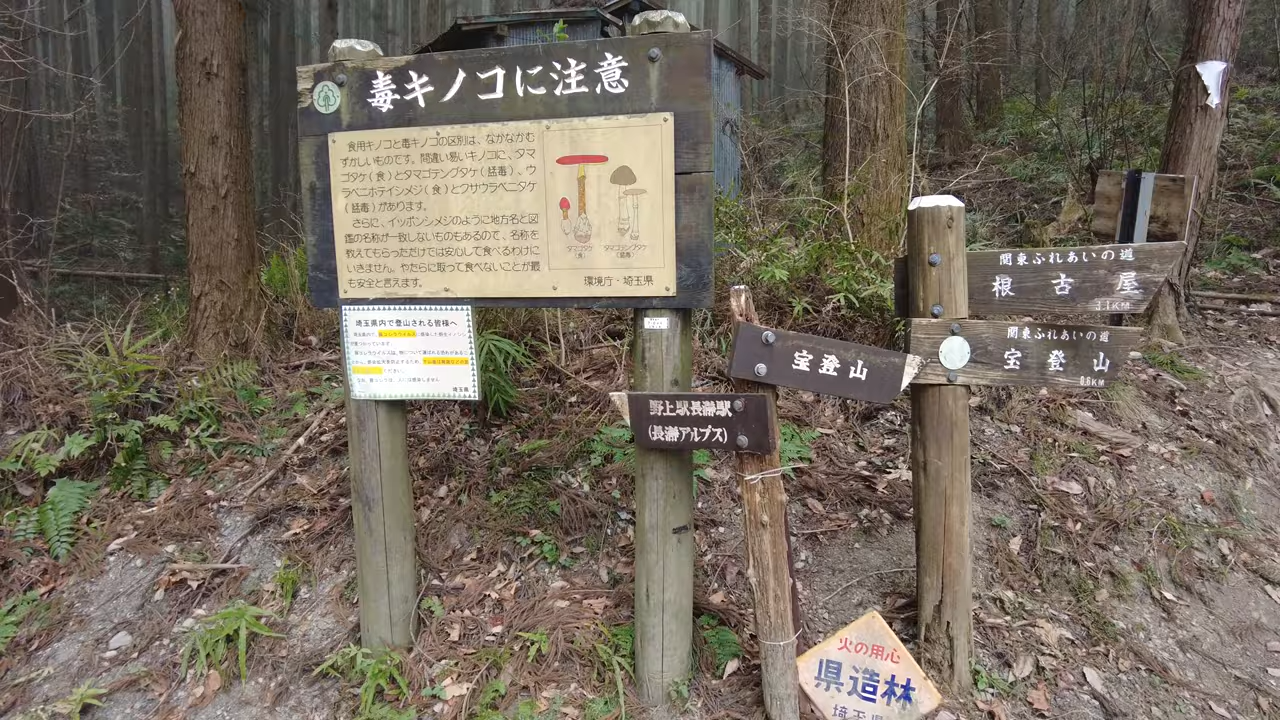 毒キノコに注意
食用キノコと毒キノコの区別は、なかなかむ
ずかしいものです。間違い易いキノコに、タマ
ゴタケ(食)とタマゴテングタケ(猛毒)、ウ
ラベニホテイシメジ(食)とクサウラベニタケ
(猛毒)があります。
さらに、イッポンシメジのように地方名と図
鑑の名称が一致しないものもあるので、名称を
教えてもらっただけでは安心して食べるわけに
いきません。やたらに取って食べないことが最
も安全と言えます。
タマゴタケ
(食)
タマゴテングタケ
(猛毒)
環境庁・埼玉県
埼玉県内で登山される皆様へ
埼玉県
野上駅長瀞駅
(長瀞アルプス)
宝登山
関東ふれあいの道
根古屋
3.1KM
関東ふれあいの道
宝登山
0.6KM
火の用心
県造林
埼玉県